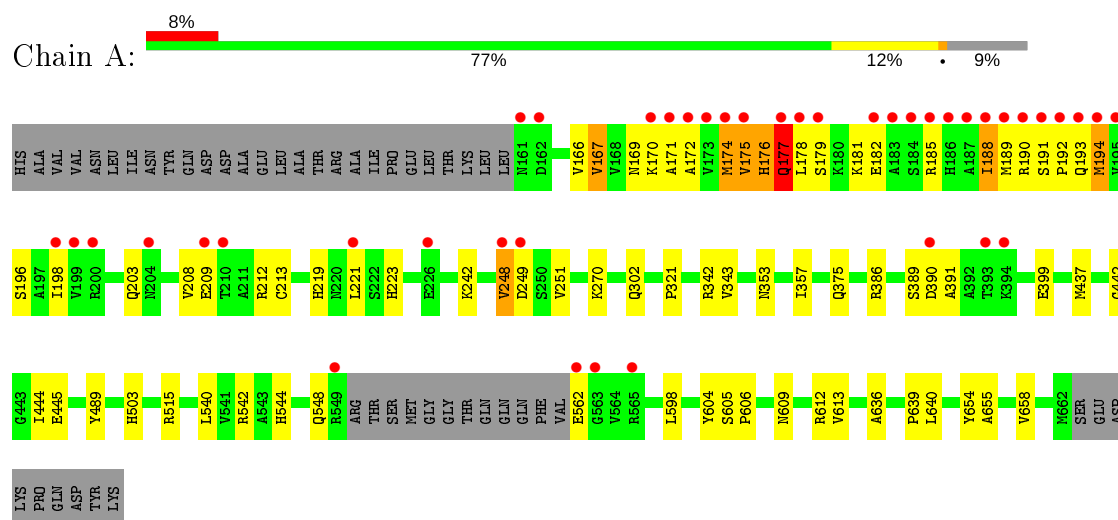 8%
Chain A:
77% 12% • 9%
HIS ALA VAL VAL ASN LEU ILE ASN TYR GLN ASP ASP ALA GLU LEU ALA THR ARG ALA ILE PRO GLU LEU THR LYS LEU LEU N161 D162 V166 V167 V168 N169 K170 A171 A172 V173 M174 V175 H176 Q177 L178 S179 K180 K181 E182 A183 S184 R185 H186 A187 I188 M189 R190 S191 P192 Q193 M194 V195
S196 A197 I198 V199 R200 Q203 N204 V208 E209 T210 A211 R212 C213 H219 N220 L221 S222 H223 E226 K242 V248 D249 S250 V251 K270 Q302 P321 R342 V343 N353 I357 Q375 R386 S389 D390 A391 A392 T393 K394 E399 M437 C442
G443 I444 E445 Y489 H503 R515 L540 V541 R542 A543 H544 Q548 R549 ARG THR SER MET GLY GLY THR GLN GLN GLN PHE VAL E562 G563 V564 R565 L598 Y604 S605 P606 N609 R612 V613 A636 P639 L640 Y654 A655 V658 M662 SER GLU ASP
LYS PRO GLN ASP TYR LYS